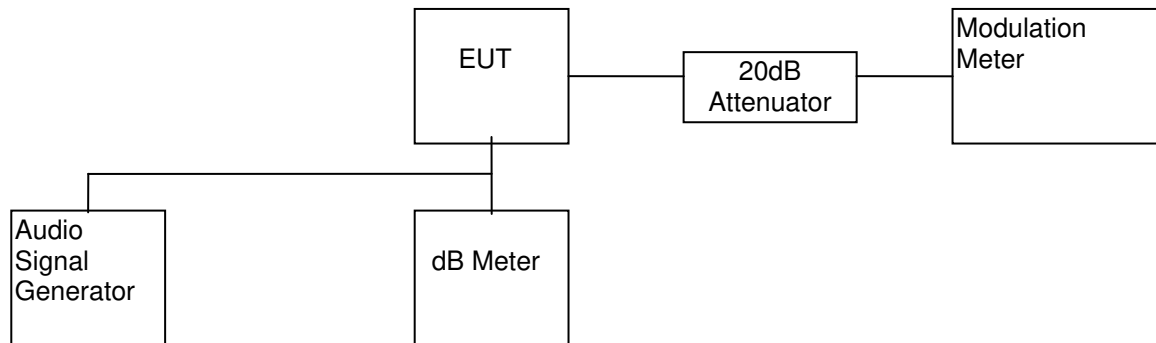 EUT
20dB
Attenuator
Modulation
Meter
Audio
Signal
Generator
dB Meter